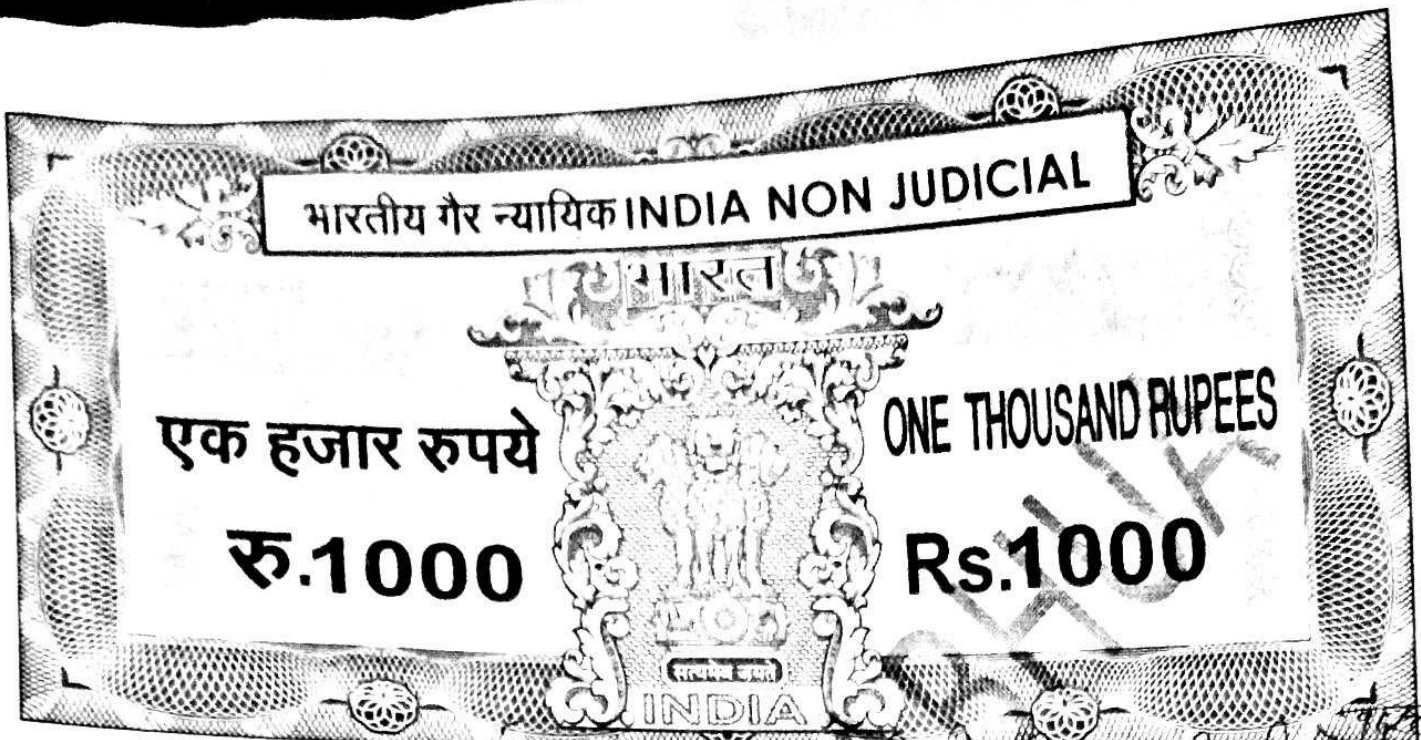 भारतीय गैर न्यायिक INDIA NON JUDICIAL
भारत
एक हजार रुपये
ONE THOUSAND RUPEES
रु.1000
Rs.1000
सत्यमेव जयते
INDIA